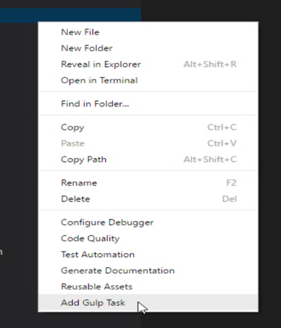 New File
New Folder
Reveal in Explorer Alt+Shift+R
Open in Terminal
Find in Folder...
Copy Ctrl+C
Paste Ctrl+V
Copy Path Alt+Shift+C
Rename F2
Delete Del
Configure Debugger
Code Quality
Test Automation
Generate Documentation
Reusable Assets
Add Gulp Task